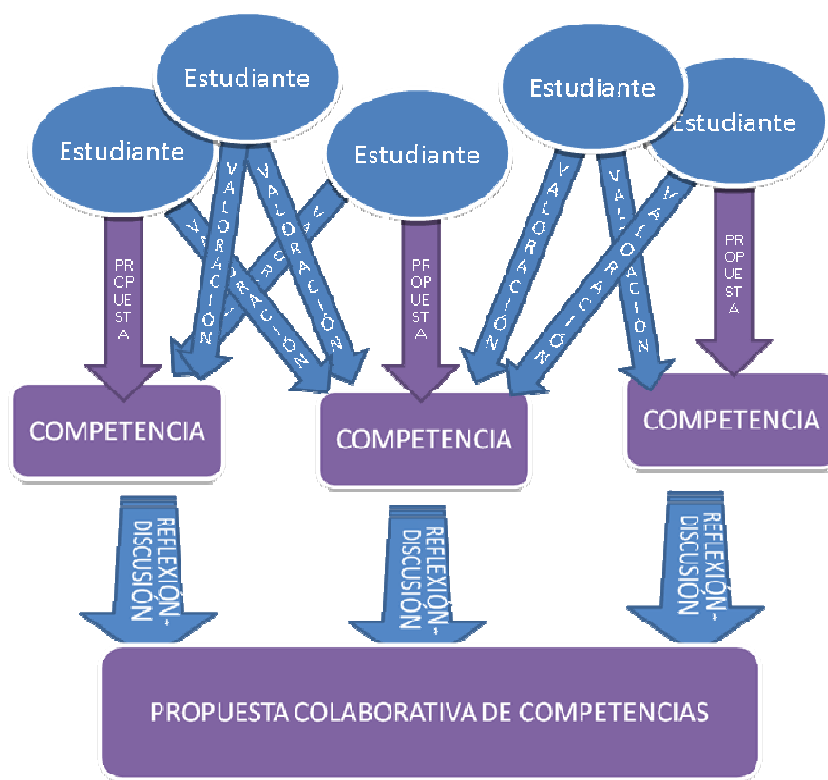 Estudiante
Estudiante
Estudiante
Estudiante
Estudiante
PROPUESTA
VALORACIÓN
VALORACIÓN
VALORACIÓN
PROPUESTA
VALORACIÓN
VALORACIÓN
PROPUESTA
COMPETENCIA
COMPETENCIA
COMPETENCIA
REFLEXIÓN+
DISCUSIÓN
REFLEXIÓN+
DISCUSIÓN
REFLEXIÓN+
DISCUSIÓN
PROPUESTA COLABORATIVA DE COMPETENCIAS